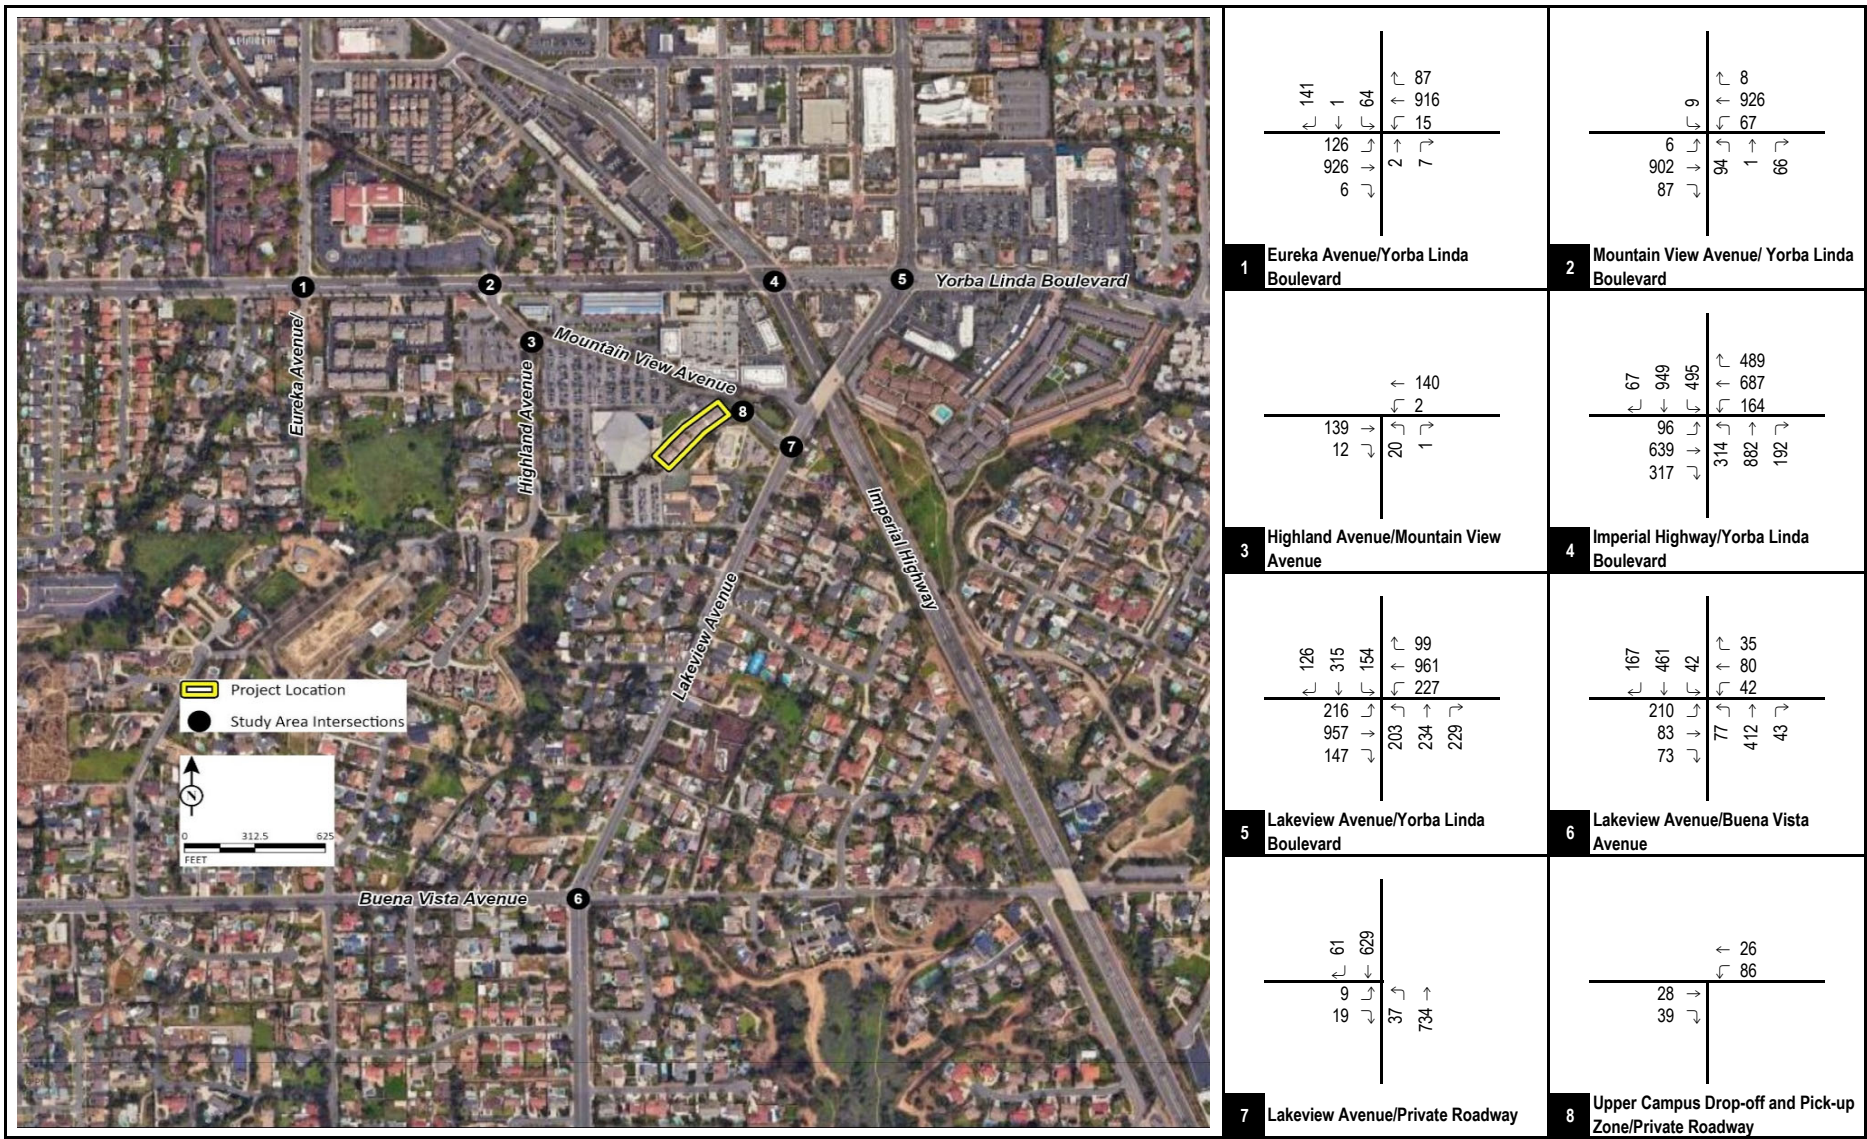 1
2
3
4
5
6
7
8
Yorba Linda Boulevard
Eureka Avenue/
Mountain View Avenue
Highland Avenue
Imperial Highway
Lakeview Avenue
Buena Vista Avenue
Project Location
Study Area Intersections
N
0 312.5 625
FEET
141 1 64
87
916
15
126
926
6
2 7
1 Eureka Avenue/Yorba Linda
Boulevard
9
8
926
67
6
902
87
94 1 66
2 Mountain View Avenue/ Yorba Linda
Boulevard
140
2
139
12
20 1
3 Highland Avenue/Mountain View
Avenue
67 949 495
489
687
164
96
639
317
314 882 192
4 Imperial Highway/Yorba Linda
Boulevard
126 315 154
99
961
227
216
957
147
203 234 229
5 Lakeview Avenue/Yorba Linda
Boulevard
167 461 42
35
80
42
210
83
73
77 412 43
6 Lakeview Avenue/Buena Vista
Avenue
61 629
9
19
37 734
7 Lakeview Avenue/Private Roadway
26
86
28
39
8 Upper Campus Drop-off and Pick-up
Zone/Private Roadway